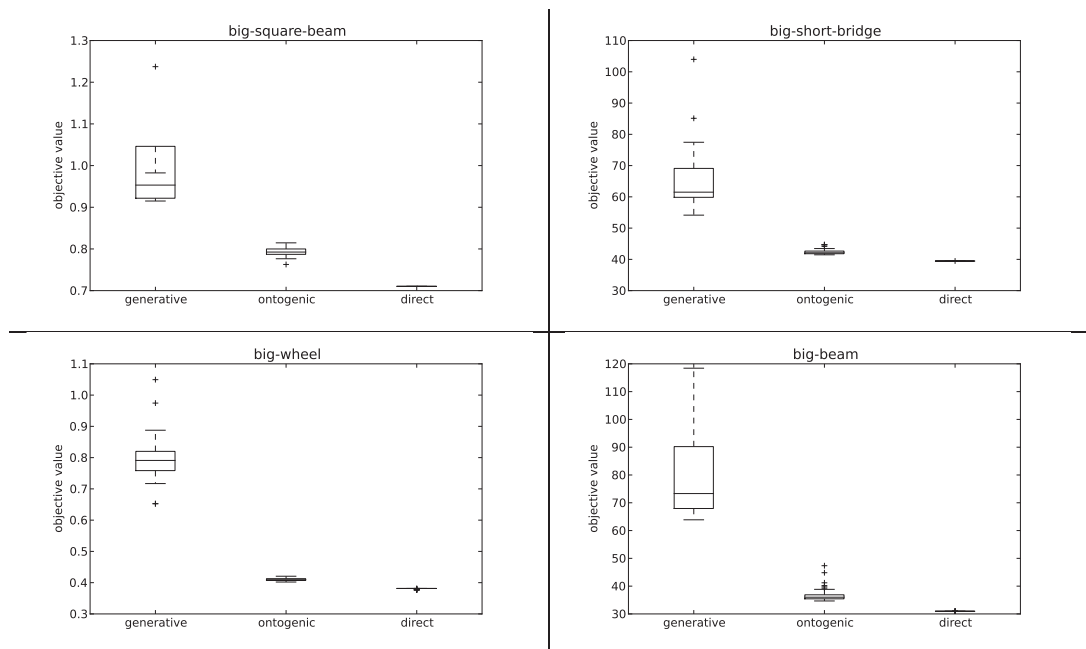 big-square-beam
1.3
1.2
1.1
1.0
0.9
0.8
0.7
objective value
generative ontogenic direct
big-short-bridge
110
100
90
80
70
60
50
40
30
objective value
generative ontogenic direct
big-wheel
1.1
1.0
0.9
0.8
0.7
0.6
0.5
0.4
0.3
objective value
generative ontogenic direct
big-beam
120
110
100
90
80
70
60
50
40
30
objective value
generative ontogenic direct